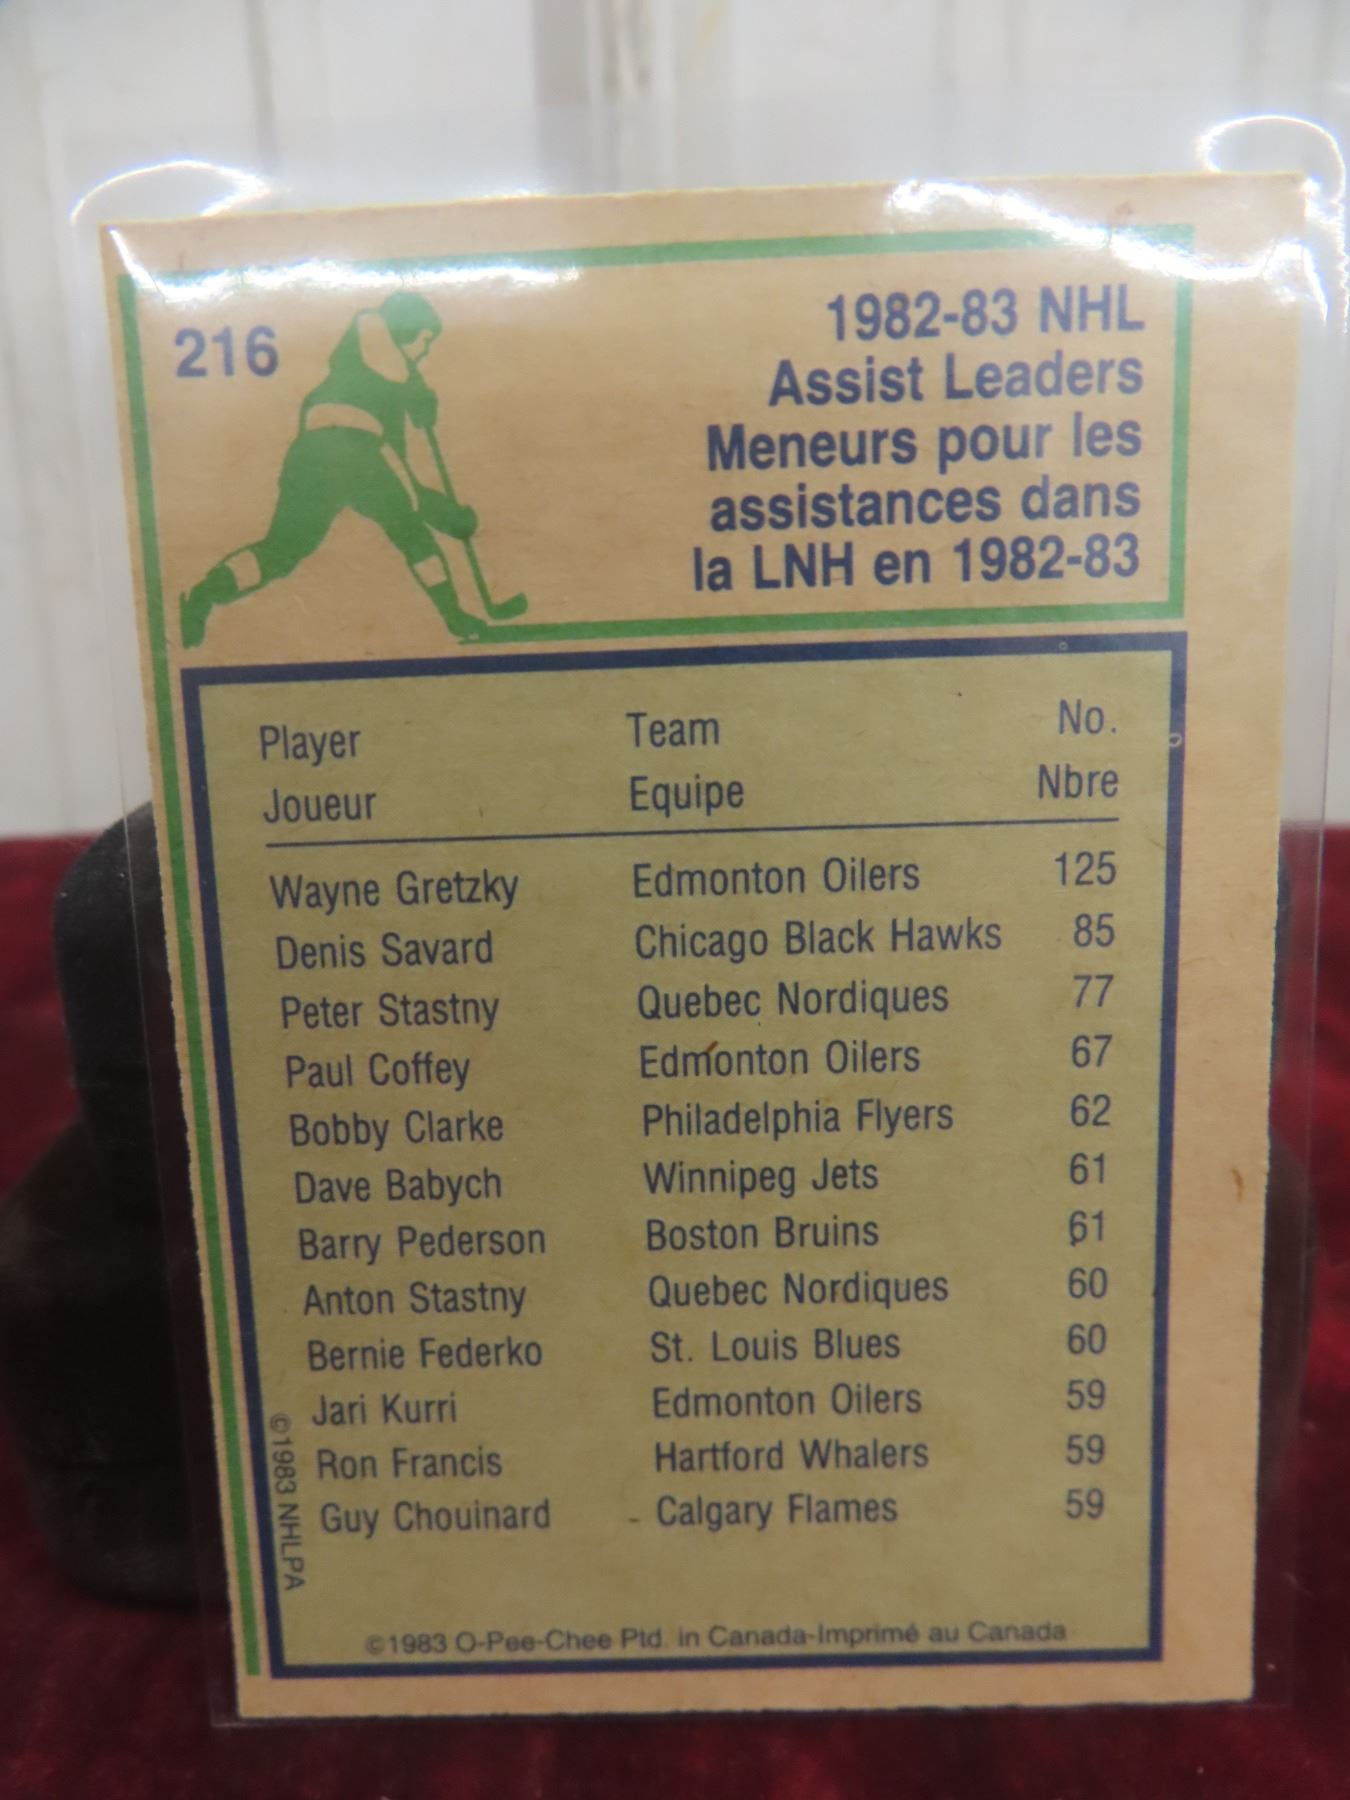 216
1982-83 NHL
Assist Leaders
Meneurs pour les
assistances dans
la LNH en 1982-83
Player Team No.
Joueur Equipe Nbre
Wayne Gretzky Edmonton Oilers 125
Denis Savard Chicago Black Hawks 85
Peter Stastny Quebec Nordiques 77
Paul Coffey Edmonton Oilers 67
Bobby Clarke Philadelphia Flyers 62
Dave Babych Winnipeg Jets 61
Barry Pederson Boston Bruins 61
Anton Stastny Quebec Nordiques 60
Bernie Federko St. Louis Blues 60
Jari Kurri Edmonton Oilers 59
Ron Francis Hartford Whalers 59
Guy Chouinard Calgary Flames 59
©1983 NHLPA
©1983 O-Pee-Chee Ptd. in Canada-Imprimé au Canada